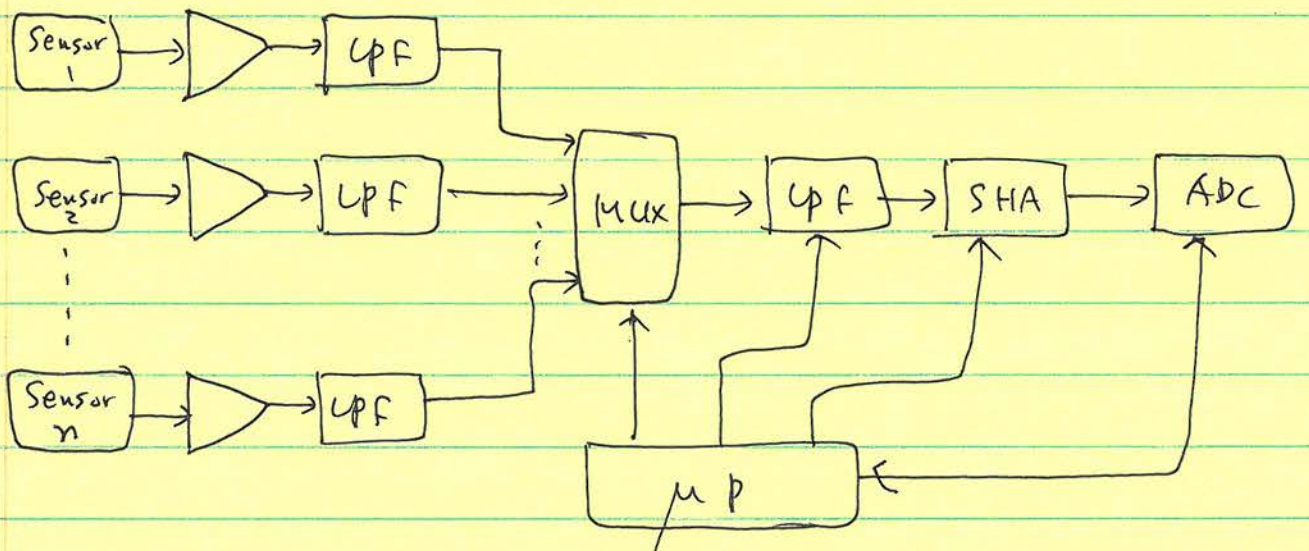 Sensor
1
LPF
Sensor
2
LPF
MUX
LPF
SHA
ADC
Sensor
n
LPF
μP